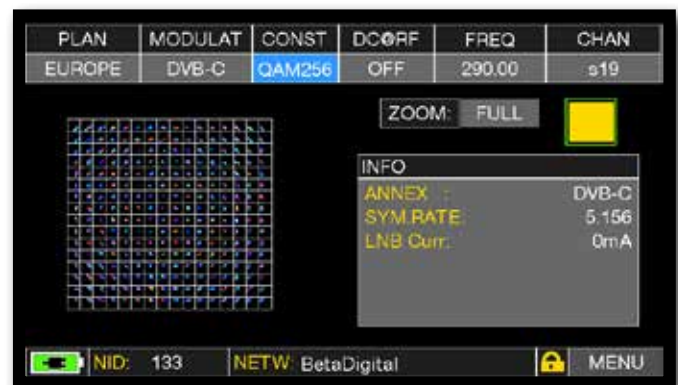 PLAN MODULAT CONST DC@RF FREQ CHAN
EUROPE DVB-C QAM256 OFF 290.00 s19
ZOOM: FULL
INFO
ANNEX : DVB-C
SYM.RATE: 5.156
LNB Curr.: 0mA
NID: 133 NETW: BetaDigital MENU